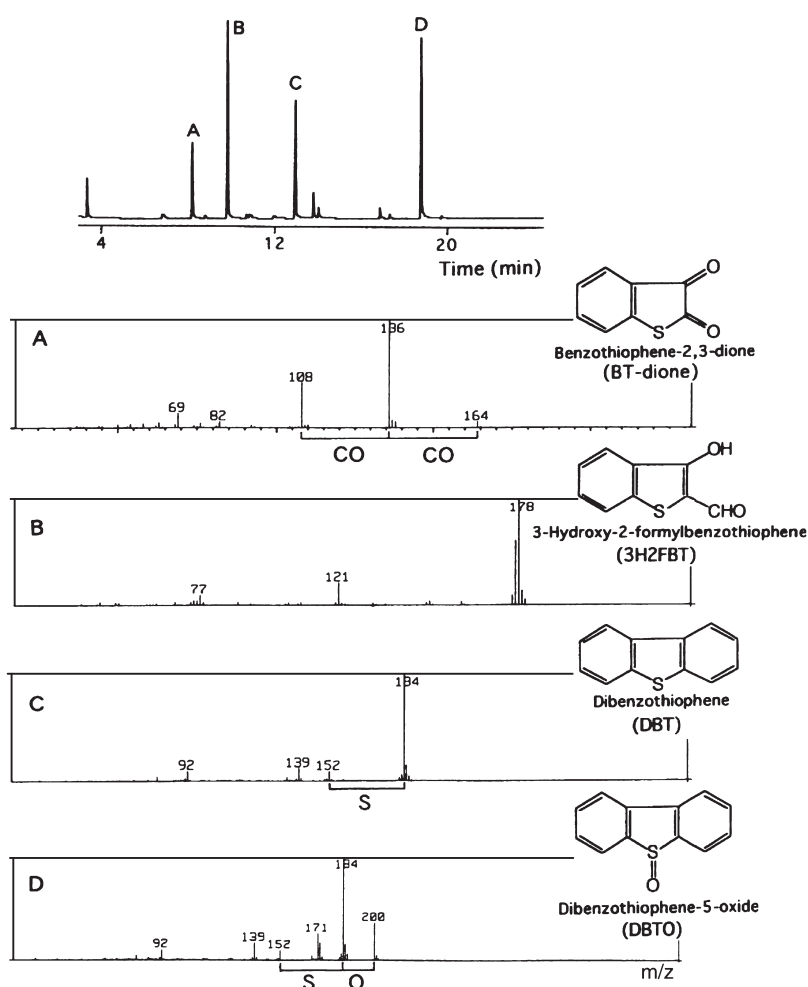 B
D
C
A
4
12
20
Time (min)
O
S
O
Benzothiophene-2,3-dione
(BT-dione)
A
136
108
69
82
164
CO
CO
OH
S
CHO
3-Hydroxy-2-formylbenzothiophene
(3H2FBT)
B
178
121
77
S
Dibenzothiophene
(DBT)
C
184
92
139
152
S
S
O
Dibenzothiophene-5-oxide
(DBTO)
D
184
200
171
139
152
92
S
O
m/z